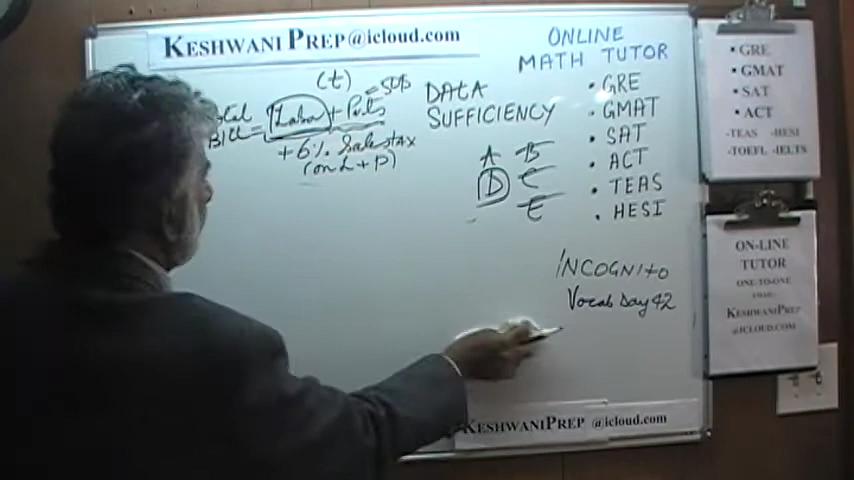 KESHWANI PREP@icloud.com
(t)
Bill = Labor + Parts
+ 6% Sales tax
(on L + P)
DATA
SUFFICIENCY
A B
D C
E
ONLINE
MATH TUTOR
• GRE
• GMAT
• SAT
• ACT
• TEAS
• HESI
INCOGNITO
Vocab Day 42
KESHWANIPREP @icloud.com
• GRE
• GMAT
• SAT
• ACT
-TEAS -HESI
-TOEFL -IELTS
ON-LINE
TUTOR
ONE-TO-ONE
KESHWANIPREP
@ICLOUD.COM